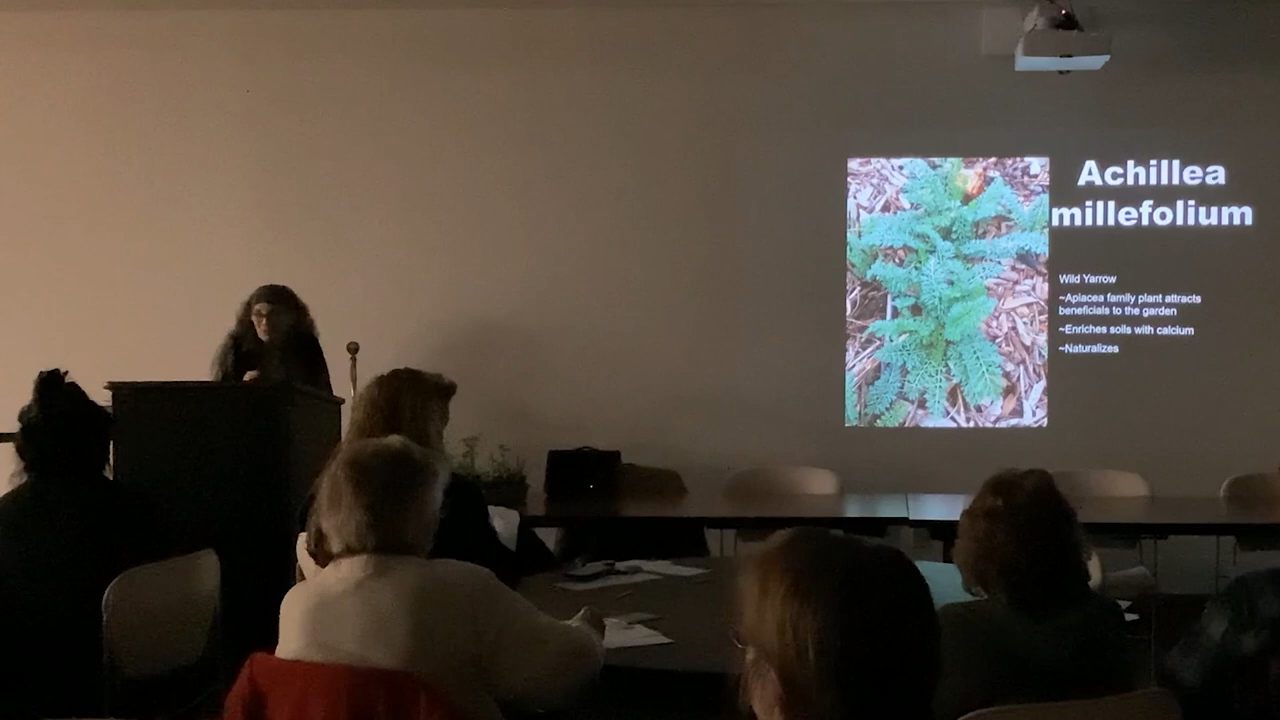 Achillea
millefolium
Wild Yarrow
~Apiacea family plant attracts
beneficials to the garden
~Enriches soils with calcium
~Naturalizes